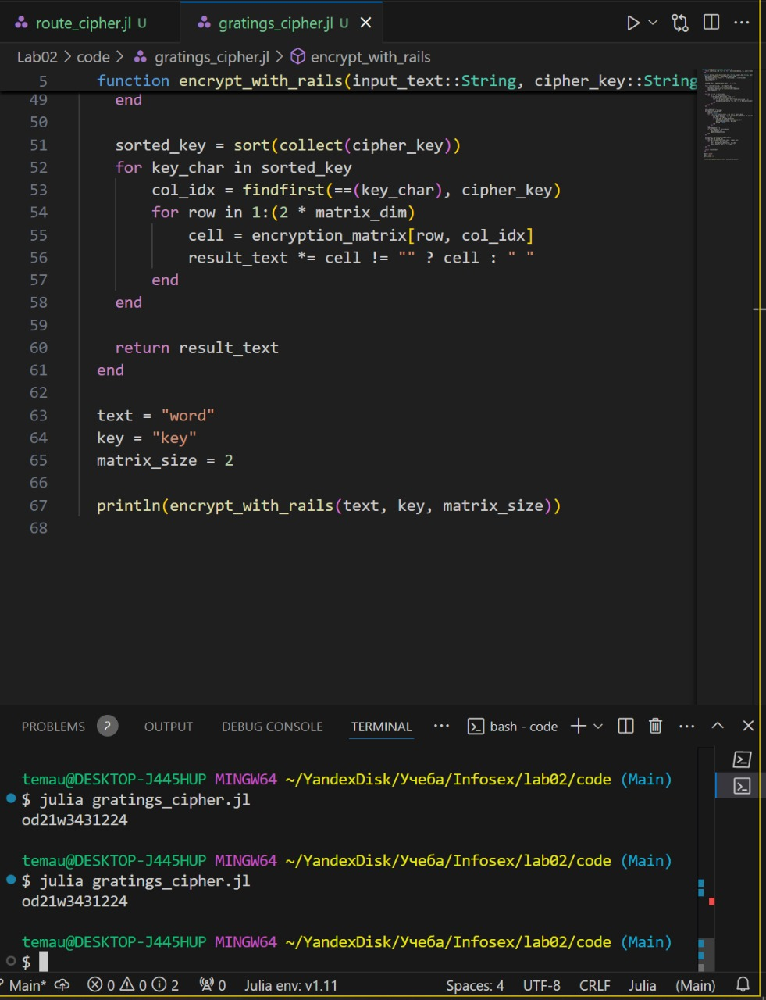 route_cipher.jl U
gratings_cipher.jl U
Lab02 > code > gratings_cipher.jl > encrypt_with_rails
5 function encrypt_with_rails(input_text::String, cipher_key::String
49 end
50
51 sorted_key = sort(collect(cipher_key))
52 for key_char in sorted_key
53 col_idx = findfirst(==(key_char), cipher_key)
54 for row in 1:(2 * matrix_dim)
55 cell = encryption_matrix[row, col_idx]
56 result_text *= cell != "" ? cell : " "
57 end
58 end
59
60 return result_text
61 end
62
63 text = "word"
64 key = "key"
65 matrix_size = 2
66
67 println(encrypt_with_rails(text, key, matrix_size))
68
PROBLEMS 2 OUTPUT DEBUG CONSOLE TERMINAL ··· bash - code
temau@DESKTOP-J445HUP MINGW64 ~/YandexDisk/Учеба/Infosex/lab02/code (Main)
$ julia gratings_cipher.jl
od21w3431224
temau@DESKTOP-J445HUP MINGW64 ~/YandexDisk/Учеба/Infosex/lab02/code (Main)
$ julia gratings_cipher.jl
od21w3431224
temau@DESKTOP-J445HUP MINGW64 ~/YandexDisk/Учеба/Infosex/lab02/code (Main)
$
Main* 0 0 2 0 Julia env: v1.11 Spaces: 4 UTF-8 CRLF Julia (Main)